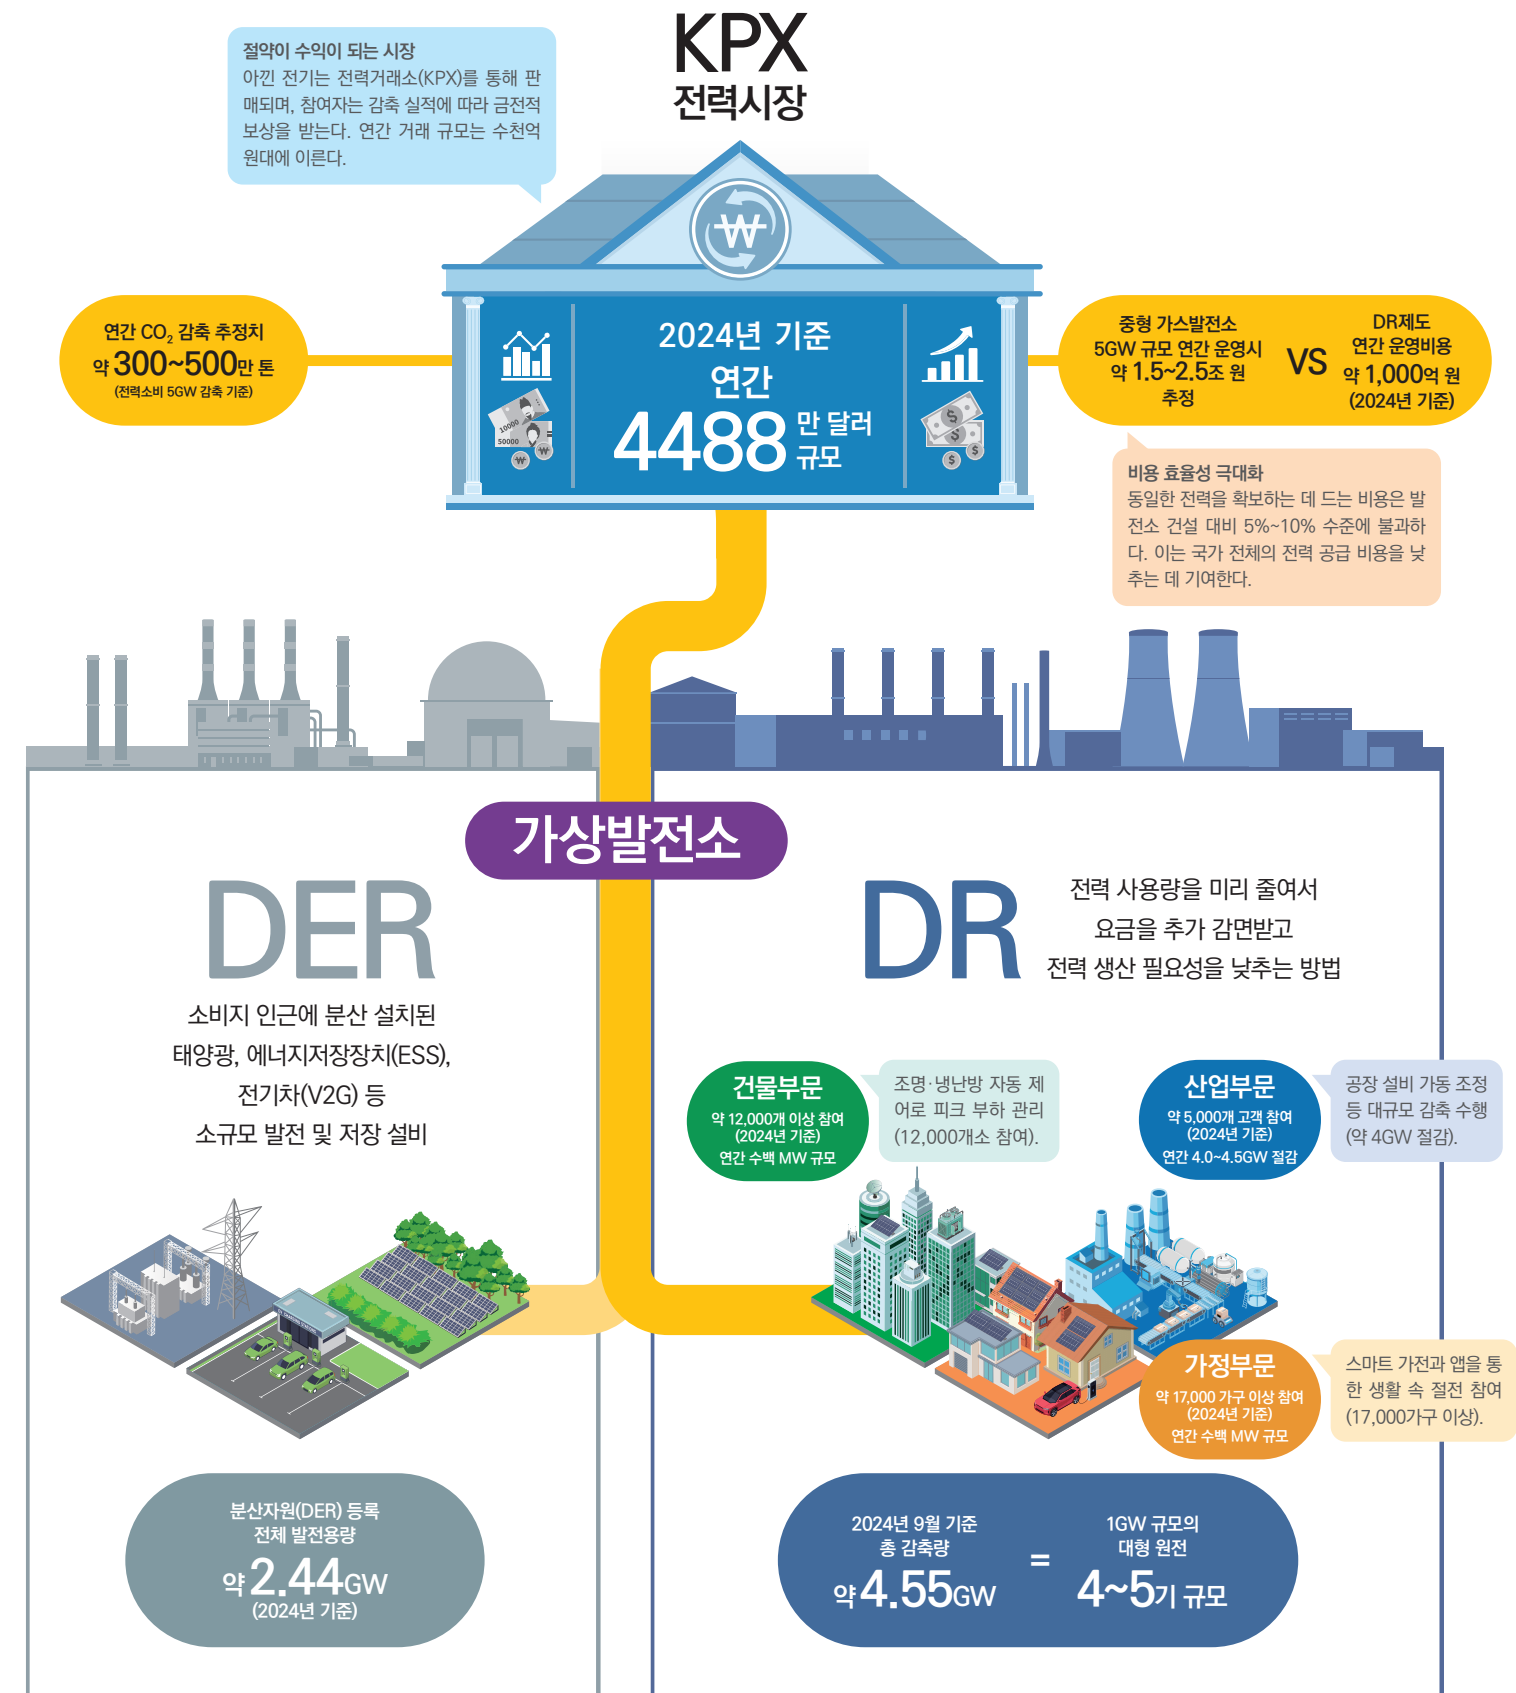 KPX
전력시장
절약이 수익이 되는 시장
아낀 전기는 전력거래소(KPX)를 통해 판
매되며, 참여자는 감축 실적에 따라 금전적
보상을 받는다. 연간 거래 규모는 수천억
원대에 이른다.
₩
연간 CO₂ 감축 추정치
약 300~500만 톤
(전력소비 5GW 감축 기준)
2024년 기준
연간
4488만 달러
규모
10000
50000
₩
₩
$
$
$
$
중형 가스발전소
5GW 규모 연간 운영시
약 1.5~2.5조 원
추정
VS
DR제도
연간 운영비용
약 1,000억 원
(2024년 기준)
비용 효율성 극대화
동일한 전력을 확보하는 데 드는 비용은 발
전소 건설 대비 5%~10% 수준에 불과하
다. 이는 국가 전체의 전력 공급 비용을 낮
추는 데 기여한다.
가상발전소
DER
소비지 인근에 분산 설치된
태양광, 에너지저장장치(ESS),
전기차(V2G) 등
소규모 발전 및 저장 설비
분산자원(DER) 등록
전체 발전용량
약 2.44GW
(2024년 기준)
DR
전력 사용량을 미리 줄여서
요금을 추가 감면받고
전력 생산 필요성을 낮추는 방법
건물부문
약 12,000개 이상 참여
(2024년 기준)
연간 수백 MW 규모
조명·냉난방 자동 제
어로 피크 부하 관리
(12,000개소 참여).
산업부문
약 5,000개 고객 참여
(2024년 기준)
연간 4.0~4.5GW 절감
공장 설비 가동 조정
등 대규모 감축 수행
(약 4GW 절감).
가정부문
약 17,000 가구 이상 참여
(2024년 기준)
연간 수백 MW 규모
스마트 가전과 앱을 통
한 생활 속 절전 참여
(17,000가구 이상).
2024년 9월 기준
총 감축량
약 4.55GW
=
1GW 규모의
대형 원전
4~5기 규모